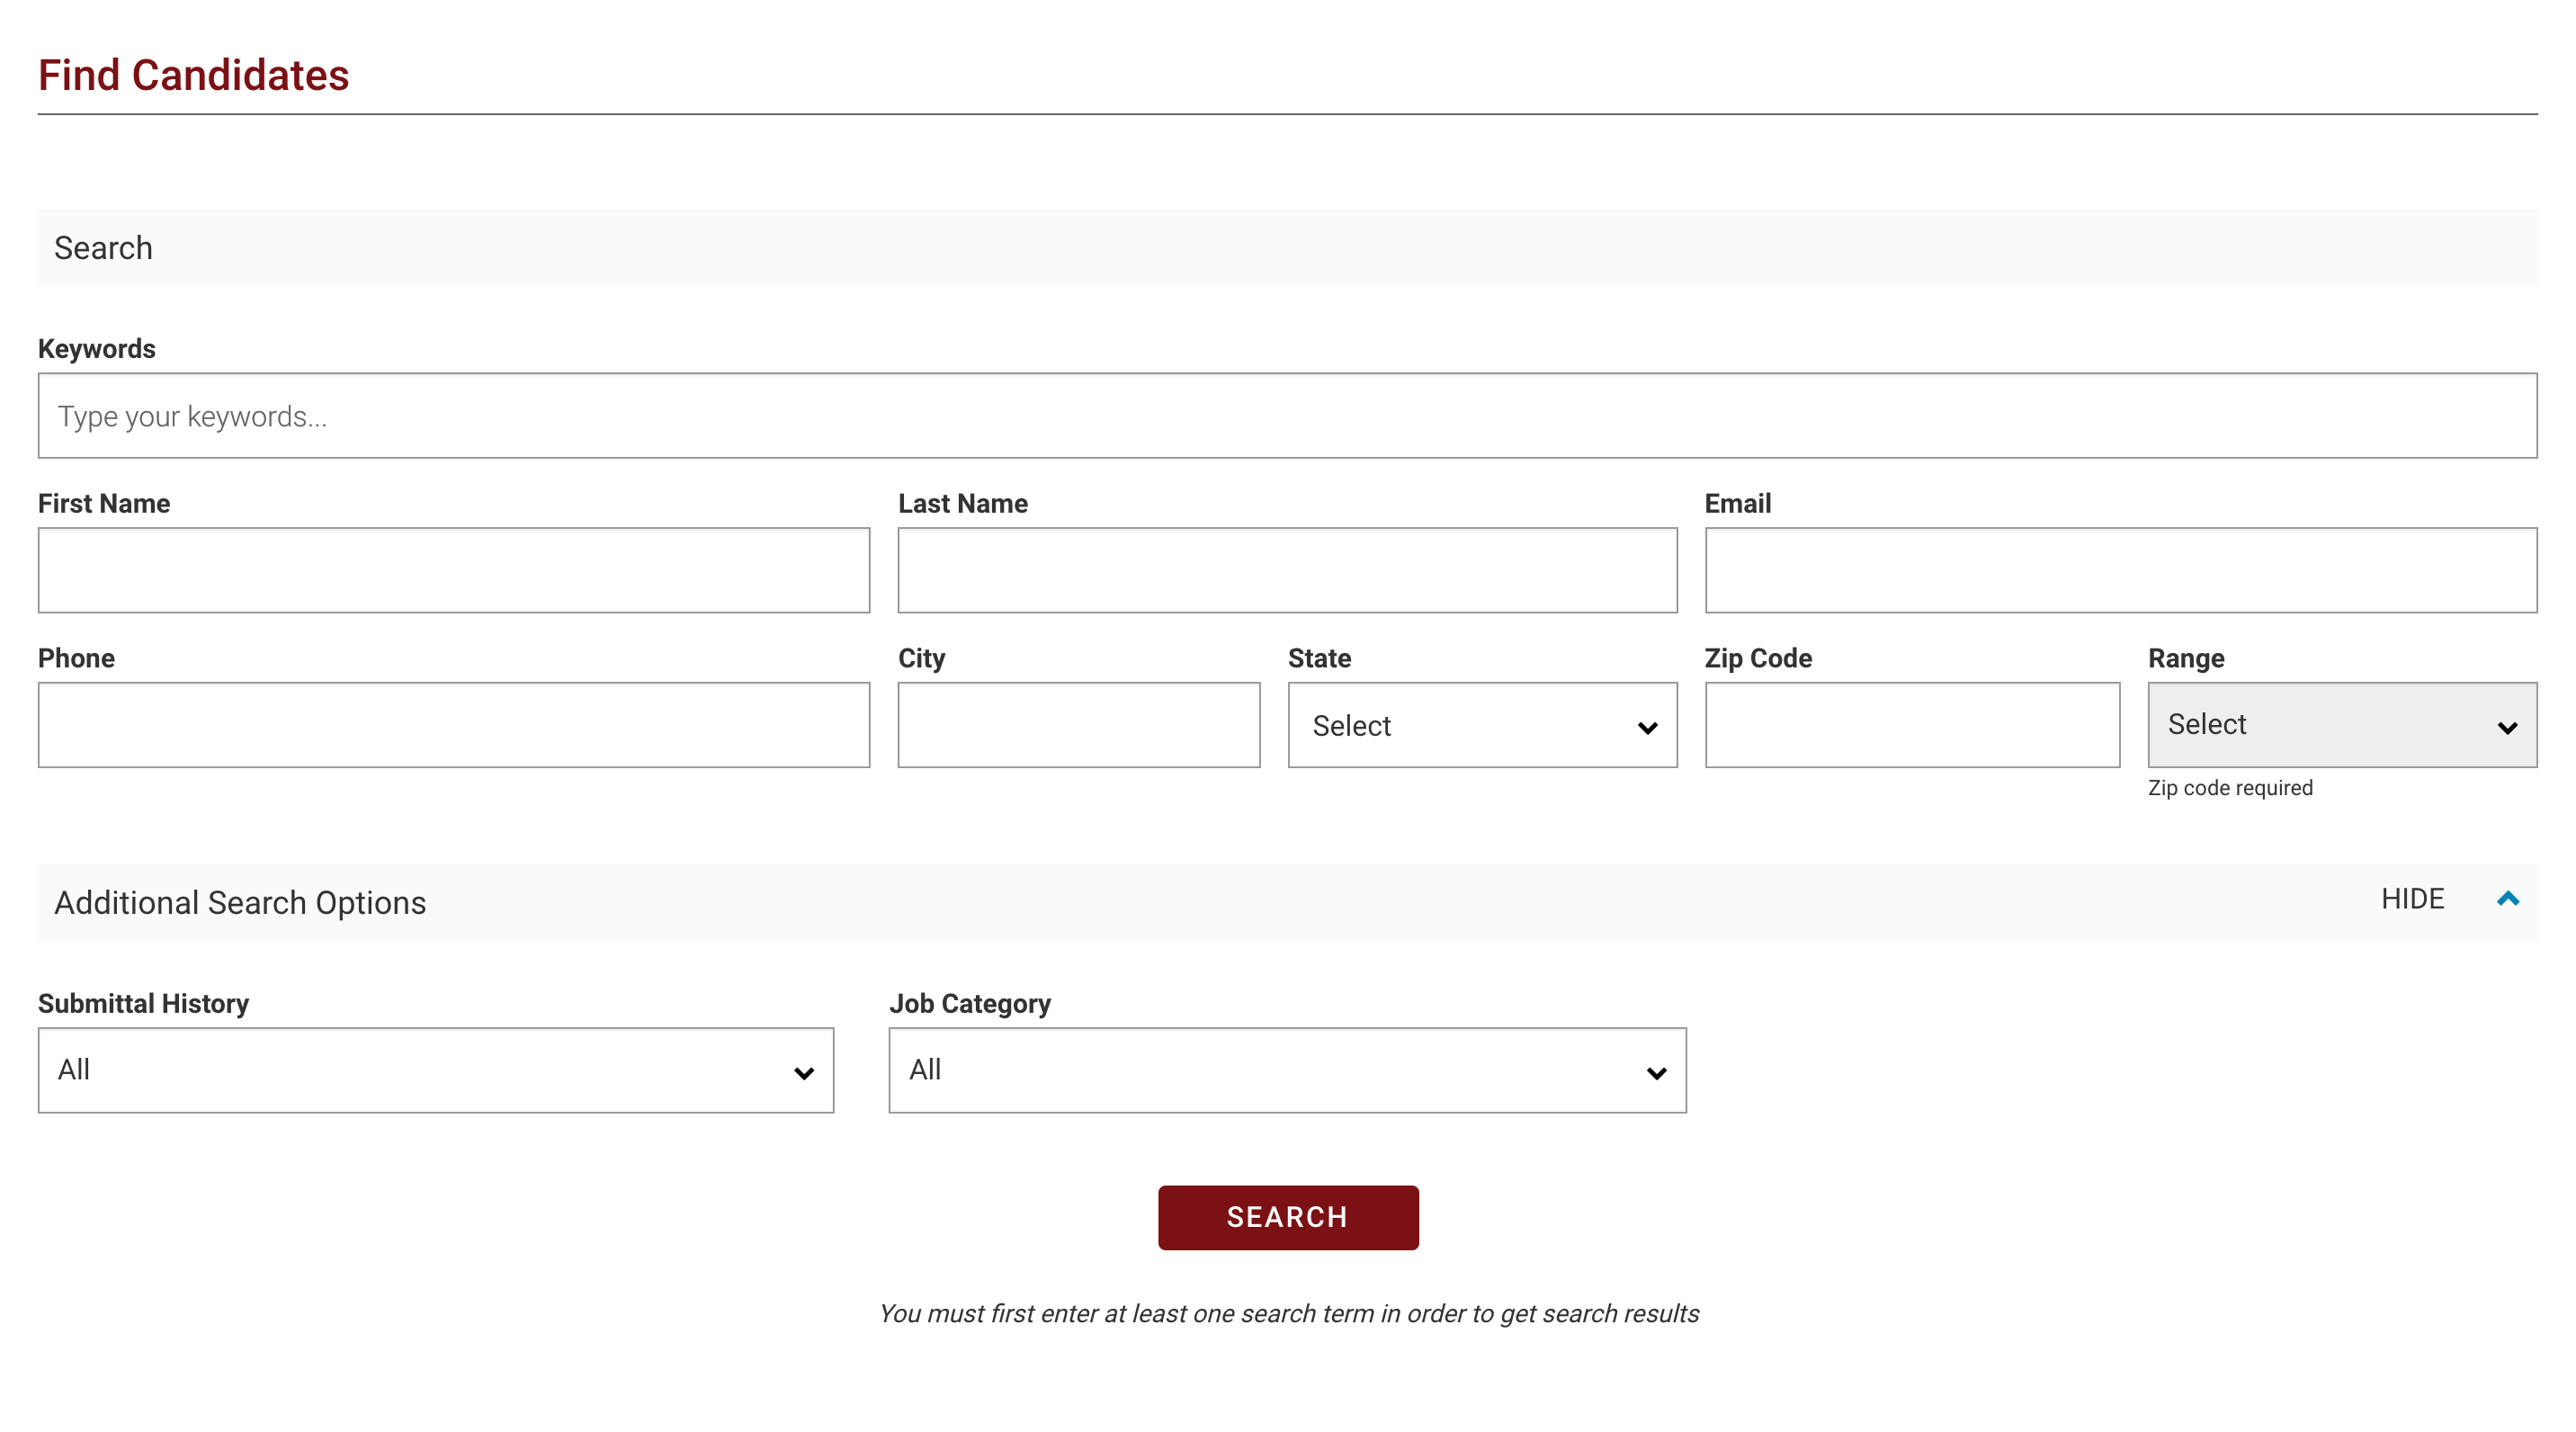 Find Candidates
Search
Keywords
Type your keywords...
First Name Last Name Email
Phone City State Zip Code Range
Select Select
Zip code required
Additional Search Options HIDE
Submittal History Job Category
All All
SEARCH
You must first enter at least one search term in order to get search results